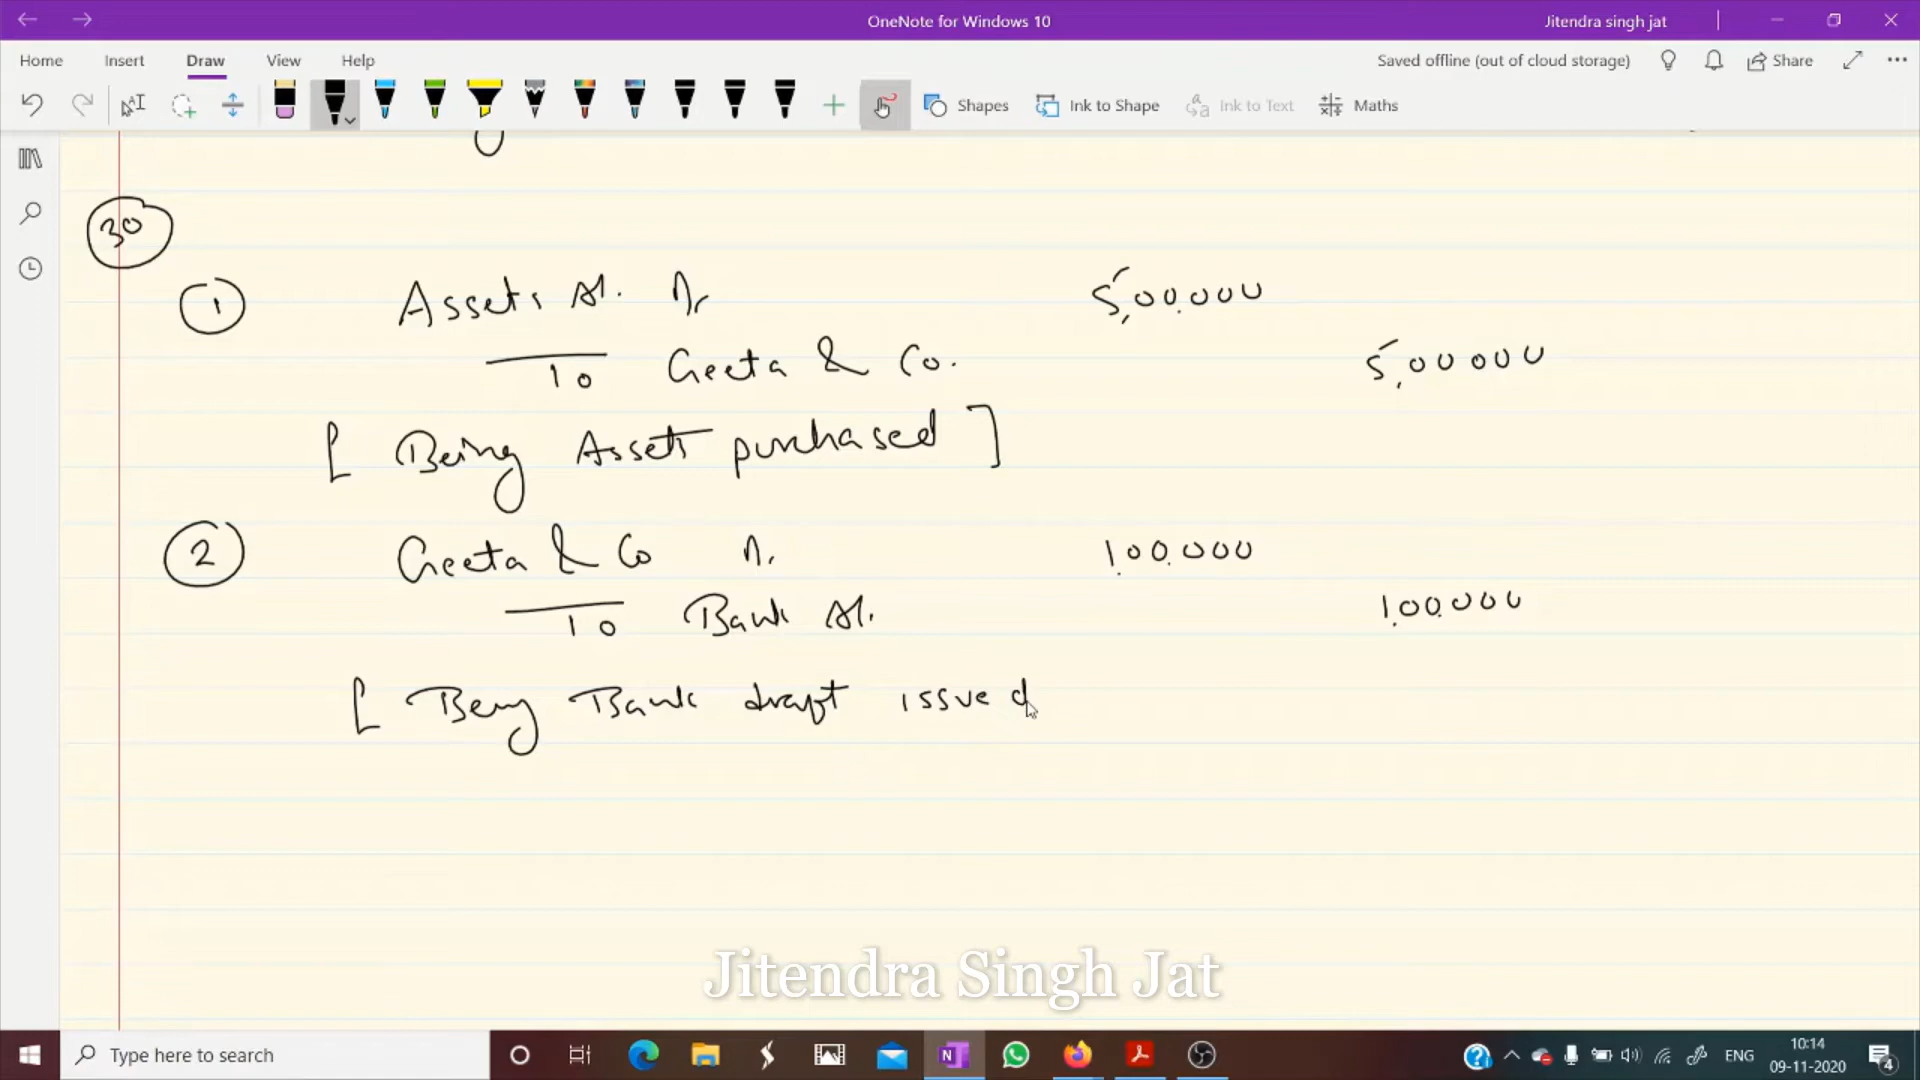 OneNote for Windows 10
Jitendra singh jat
Home Insert Draw View Help
Saved offline (out of cloud storage)
Share
Shapes
Ink to Shape
Ink to Text
Maths
30
1 Assets A/. Dr 5,00,000
To Geeta & Co. 5,00000
[ Being Assets purchased ]
2 Geeta & Co Dr. 1,00,000
To Bank A/. 1,00,000
[ Being Bank draft issued
Jitendra Singh Jat
Type here to search
ENG
10:14
09-11-2020
4